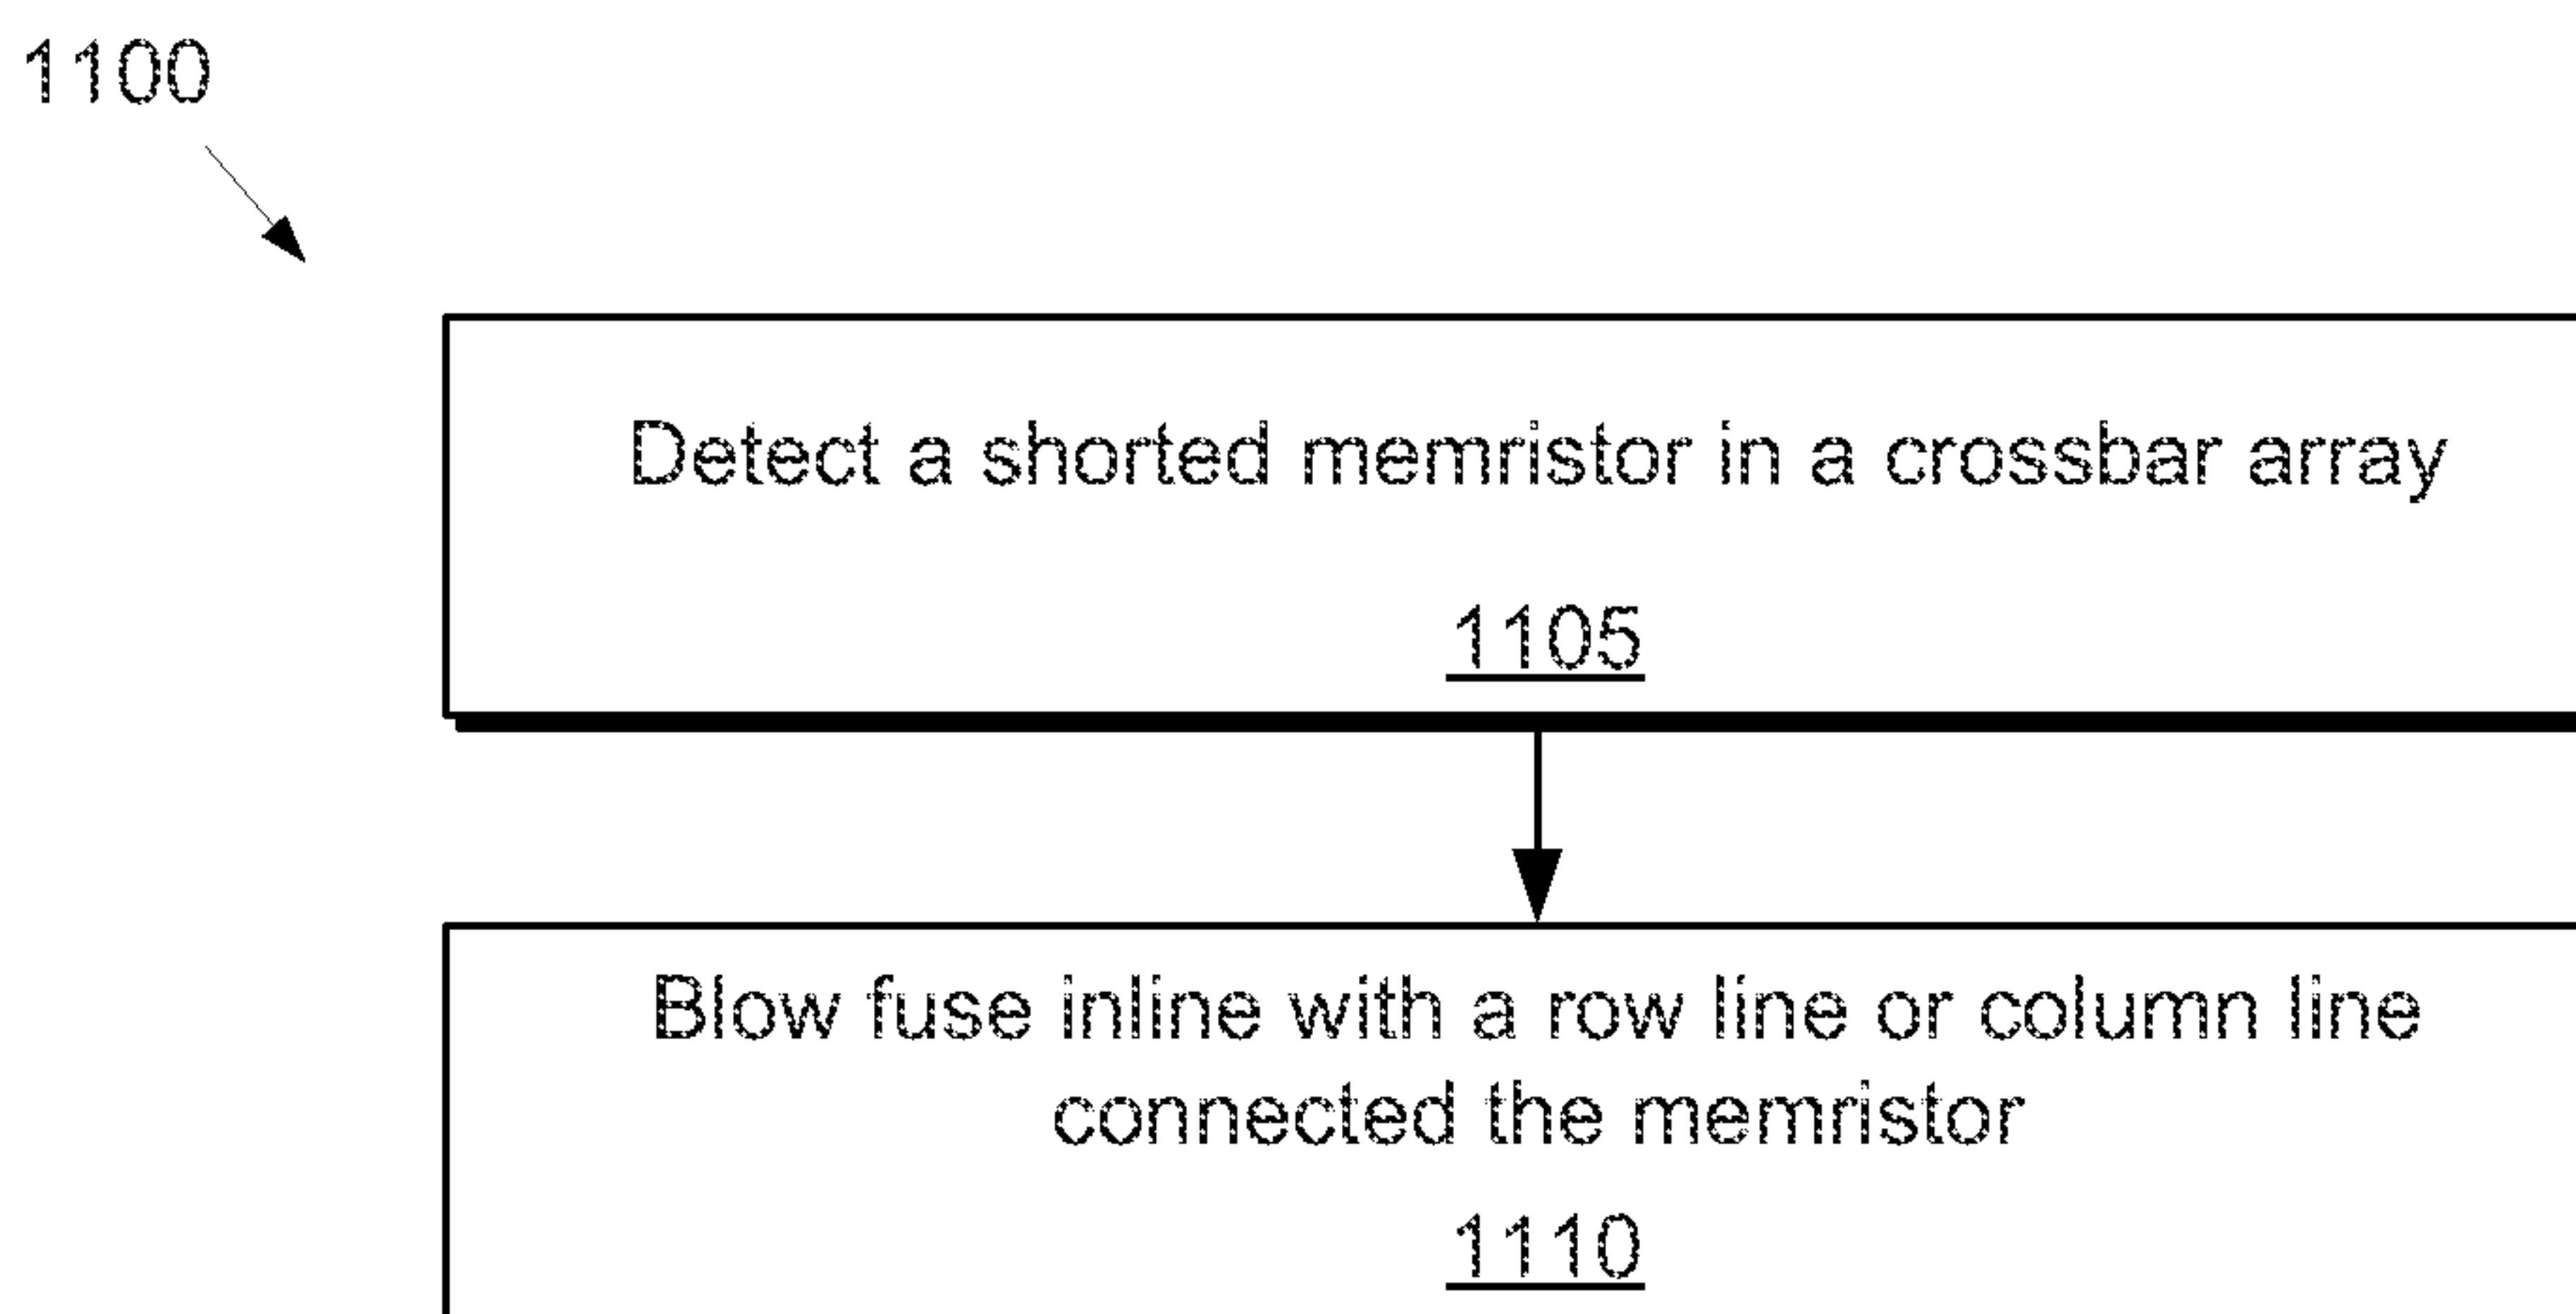 1100
Detect a shorted memristor in a crossbar array
1105
Blow fuse inline with a row line or column line
connected the memristor
1110